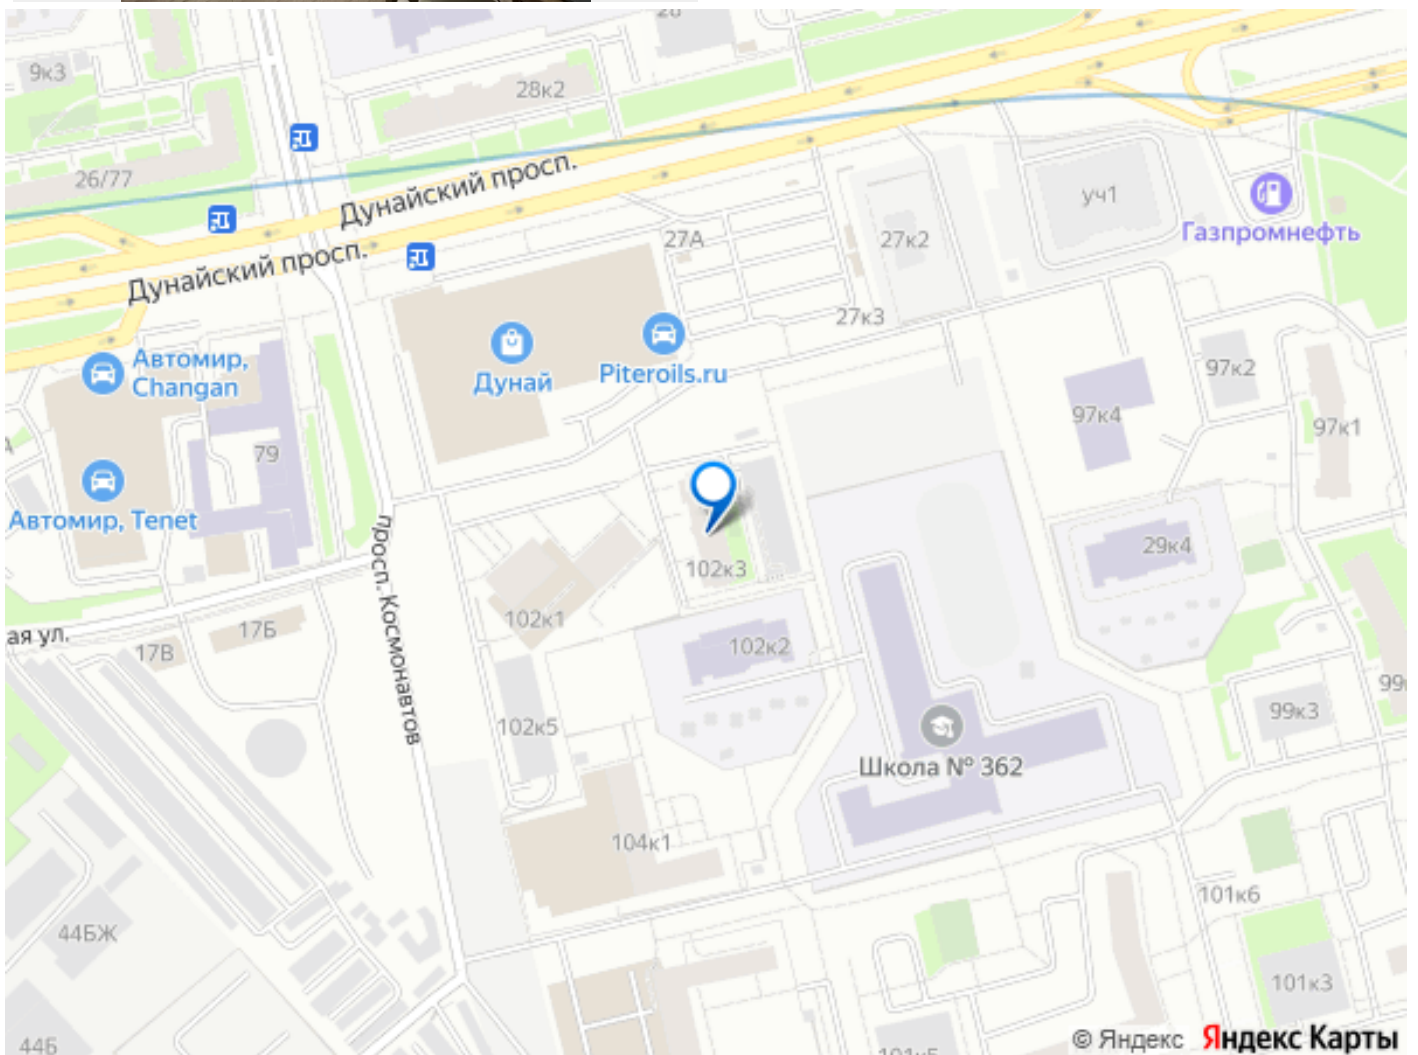 9к3
28к2
26/77
Дунайский просп.
Дунайский просп.
27А
27к2
уч1
Газпромнефть
27к3
Автомир,
Changan
Дунай
Piteroils.ru
97к2
97к4
97к1
79
Автомир, Tenet
просп. Космонавтов
102к3
29к4
102к1
ая ул.
17Б
17В
102к2
102к5
99к3
Школа № 362
104к1
101к6
44БЖ
101к3
44Б
© Яндекс Яндекс Карты